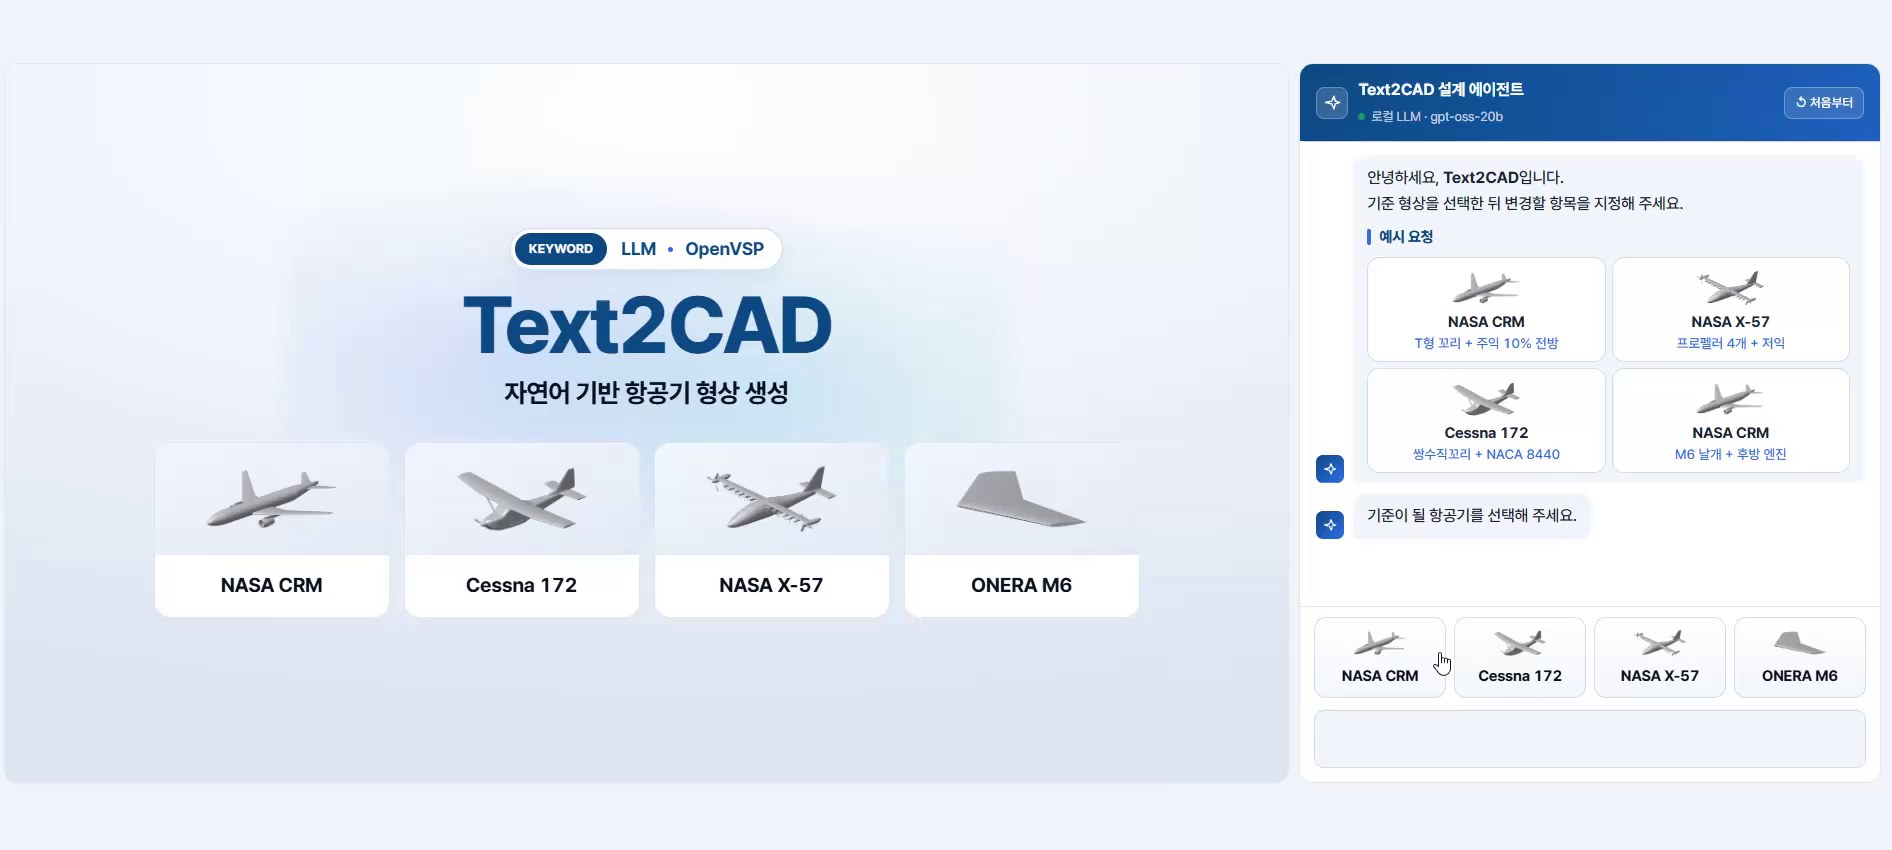 KEYWORD LLM • OpenVSP
Text2CAD
자연어 기반 항공기 형상 생성
NASA CRM
Cessna 172
NASA X-57
ONERA M6
Text2CAD 설계 에이전트
로컬 LLM · gpt-oss-20b
처음부터
안녕하세요, Text2CAD입니다.
기준 형상을 선택한 뒤 변경할 항목을 지정해 주세요.
예시 요청
NASA CRM
T형 꼬리 + 주익 10% 전방
NASA X-57
프로펠러 4개 + 저익
Cessna 172
쌍수직꼬리 + NACA 8440
NASA CRM
M6 날개 + 후방 엔진
기준이 될 항공기를 선택해 주세요.
NASA CRM
Cessna 172
NASA X-57
ONERA M6